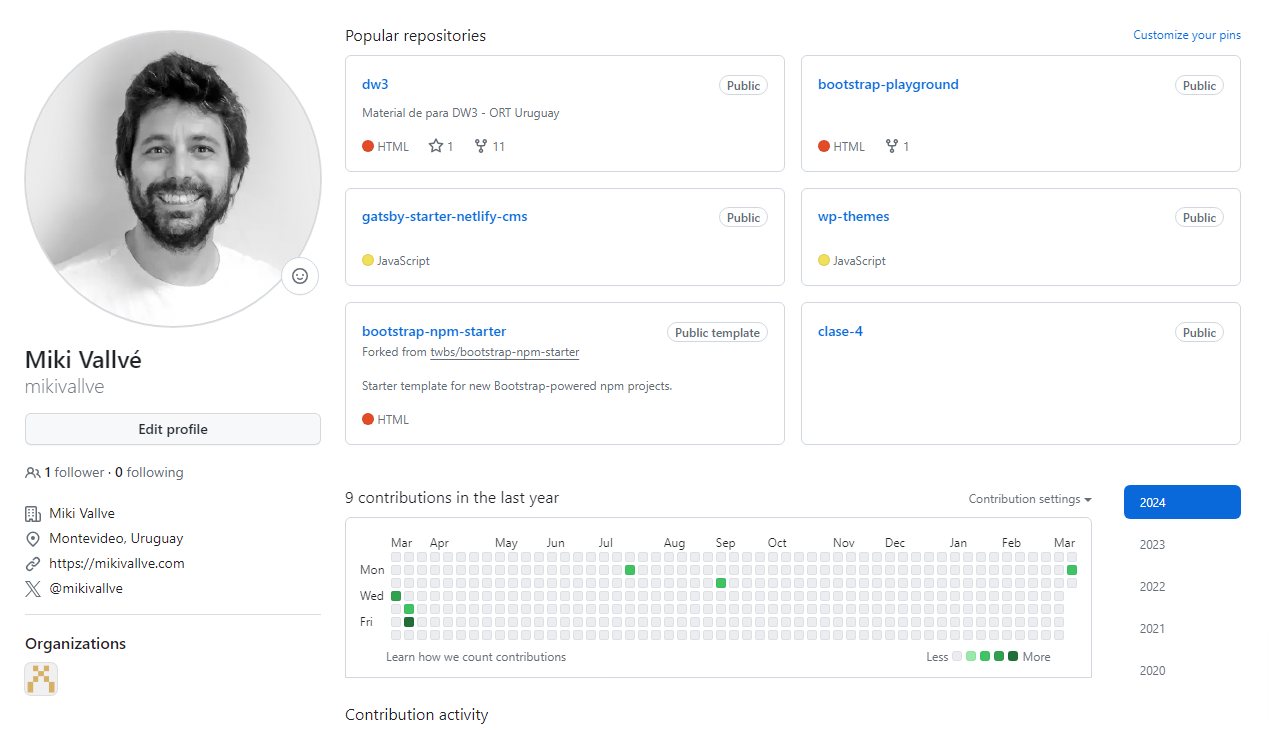 Miki Vallvé
mikivallve
Edit profile
1 follower · 0 following
Miki Vallve
Montevideo, Uruguay
https://mikivallve.com
@mikivallve
Organizations
Popular repositories
Customize your pins
dw3 Public
Material de para DW3 - ORT Uruguay
HTML 1 11
bootstrap-playground Public
HTML 1
gatsby-starter-netlify-cms Public
JavaScript
wp-themes Public
JavaScript
bootstrap-npm-starter Public template
Forked from twbs/bootstrap-npm-starter
Starter template for new Bootstrap-powered npm projects.
HTML
clase-4 Public
9 contributions in the last year
Contribution settings
Mar Apr May Jun Jul Aug Sep Oct Nov Dec Jan Feb Mar
Mon
Wed
Fri
Learn how we count contributions
Less More
2024
2023
2022
2021
2020
Contribution activity